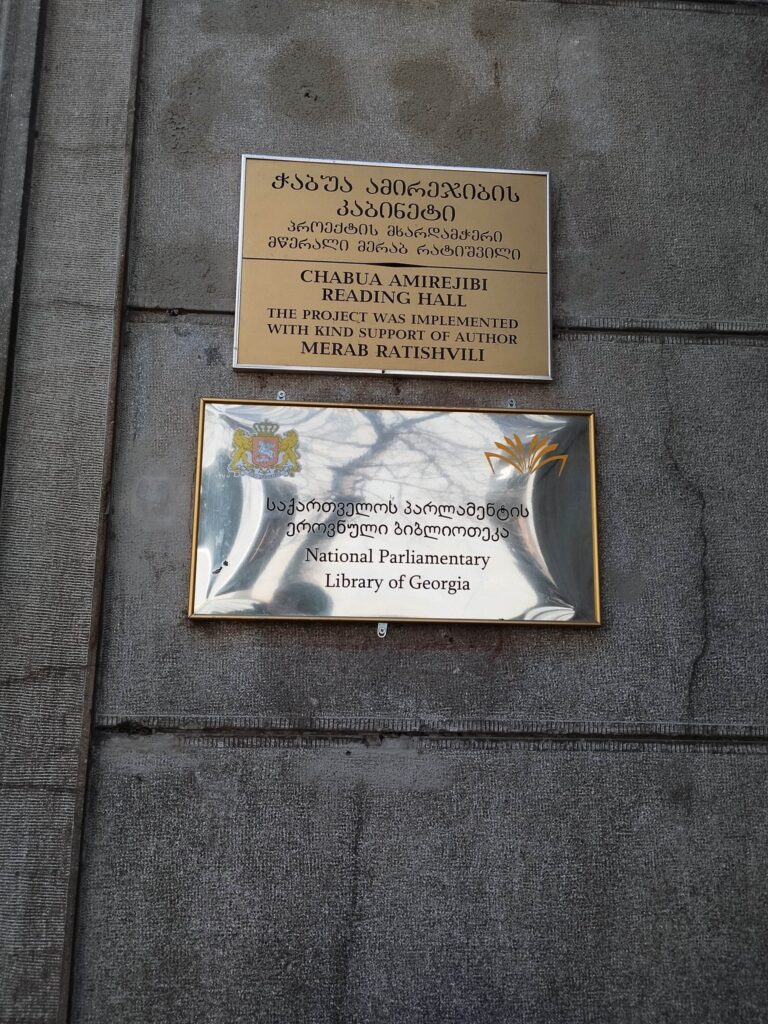 ჭაბუა ამირეჯიბის
კაბინეტი
პროექტის მხარდამჭერი
მწერალი მერაბ რატიშვილი
CHABUA AMIREJIBI
READING HALL
THE PROJECT WAS IMPLEMENTED
WITH KIND SUPPORT OF AUTHOR
MERAB RATISHVILI
საქართველოს პარლამენტის
ეროვნული ბიბლიოთეკა
National Parliamentary
Library of Georgia